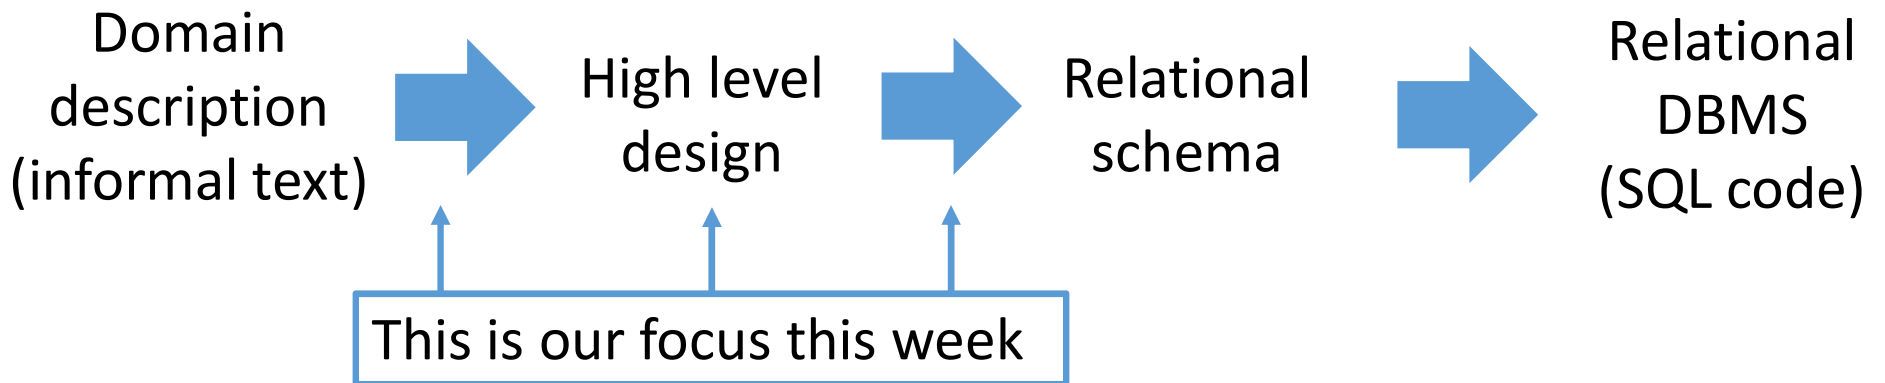 Domain
description
(informal text)
High level
design
Relational
schema
Relational
DBMS
(SQL code)
This is our focus this week